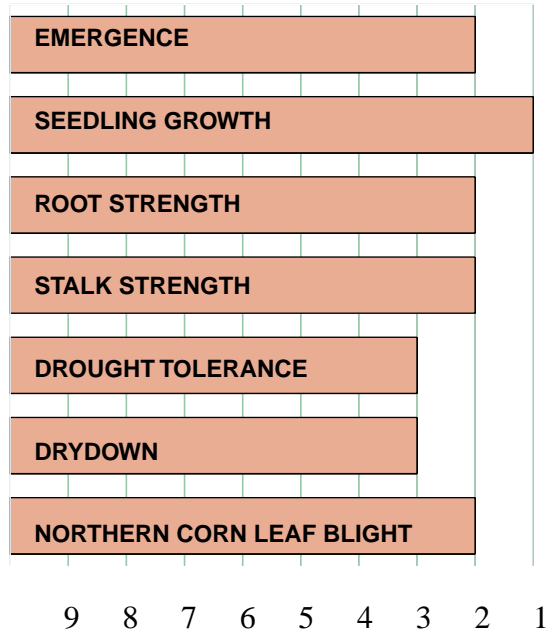 EMERGENCE
SEEDLING GROWTH
ROOT STRENGTH
STALK STRENGTH
DROUGHT TOLERANCE
DRYDOWN
NORTHERN CORN LEAF BLIGHT
9 8 7 6 5 4 3 2 1